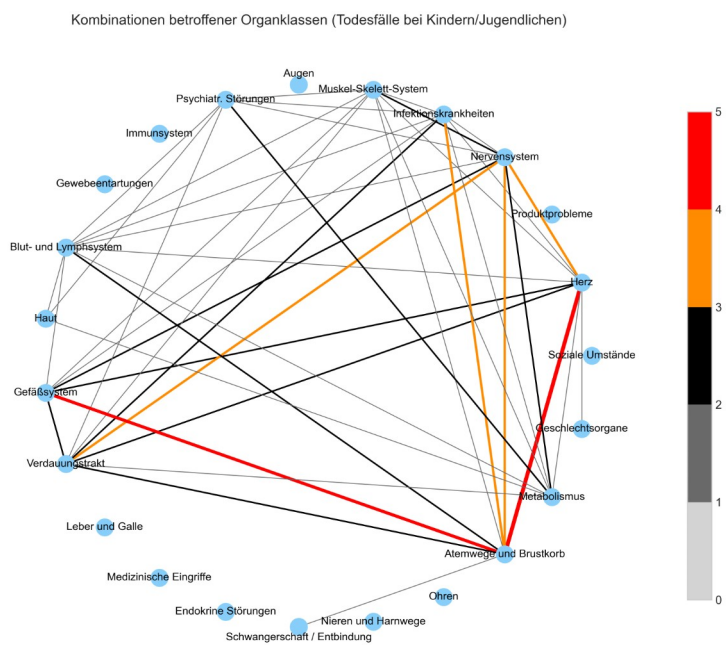 Kombinationen betroffener Organklassen (Todesfälle bei Kindern/Jugendlichen)
Augen
Muskel-Skelett-System
Psychiatr. Störungen
Infektionskrankheiten
Immunsystem
Nervensystem
Gewebeentartungen
Produktprobleme
Blut- und Lymphsystem
Herz
Haut
Soziale Umstände
Gefäßsystem
Geschlechtsorgane
Verdauungstrakt
Metabolismus
Leber und Galle
Atemwege und Brustkorb
Medizinische Eingriffe
Ohren
Endokrine Störungen
Nieren und Harnwege
Schwangerschaft / Entbindung
5
4
3
2
1
0